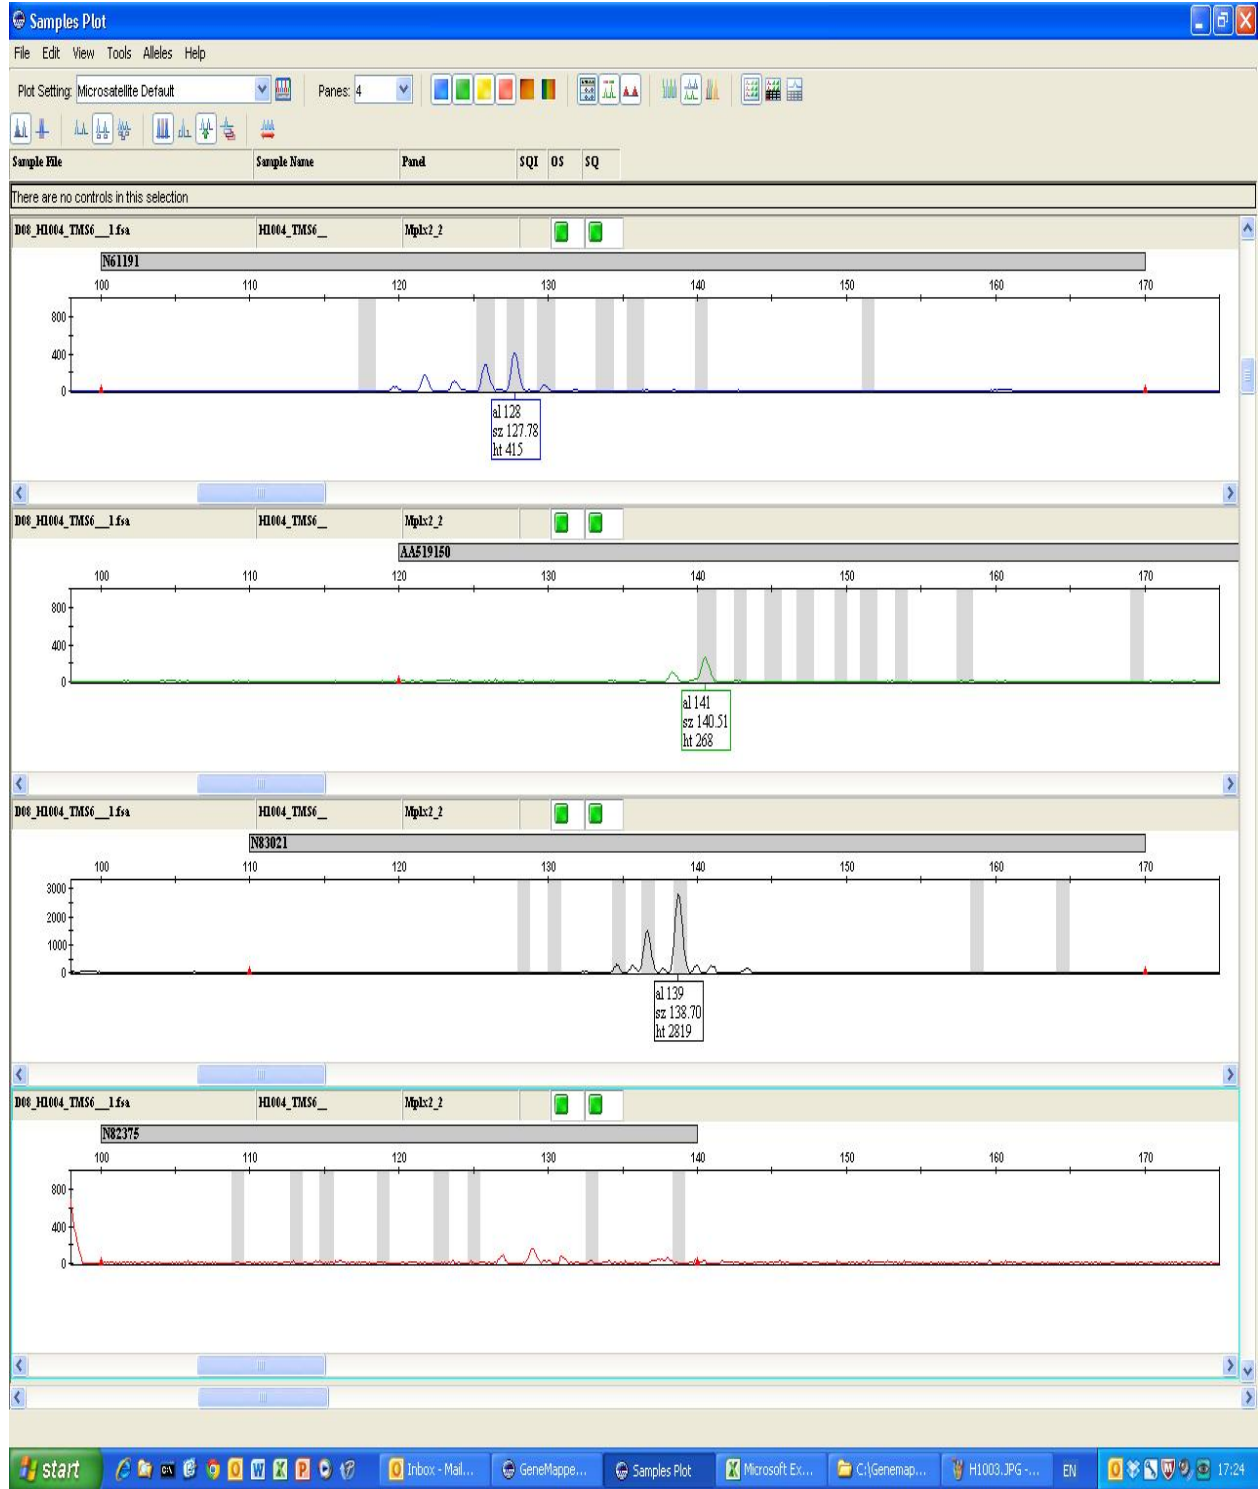 Samples Plot
File Edit View Tools Alleles Help
Plot Setting: Microsatellite Default Panes: 4
Sample File Sample Name Panel SQI OS SQ
There are no controls in this selection
D08_H1004_TMS6__1.fsa H1004_TMS6__ Mplx2_2
N61191
100 110 120 130 140 150 160 170
800
400
0
al 128
sz 127.78
ht 415
D08_H1004_TMS6__1.fsa H1004_TMS6__ Mplx2_2
AA519150
100 110 120 130 140 150 160 170
800
400
0
al 141
sz 140.51
ht 268
D08_H1004_TMS6__1.fsa H1004_TMS6__ Mplx2_2
N83021
100 110 120 130 140 150 160 170
3000
2000
1000
0
al 139
sz 138.70
ht 2819
D08_H1004_TMS6__1.fsa H1004_TMS6__ Mplx2_2
N82375
100 110 120 130 140 150 160 170
800
400
0
start Inbox - Mail... GeneMappe... Samples Plot Microsoft Ex... C:\Genemap... H1003.JPG -... EN 17:24